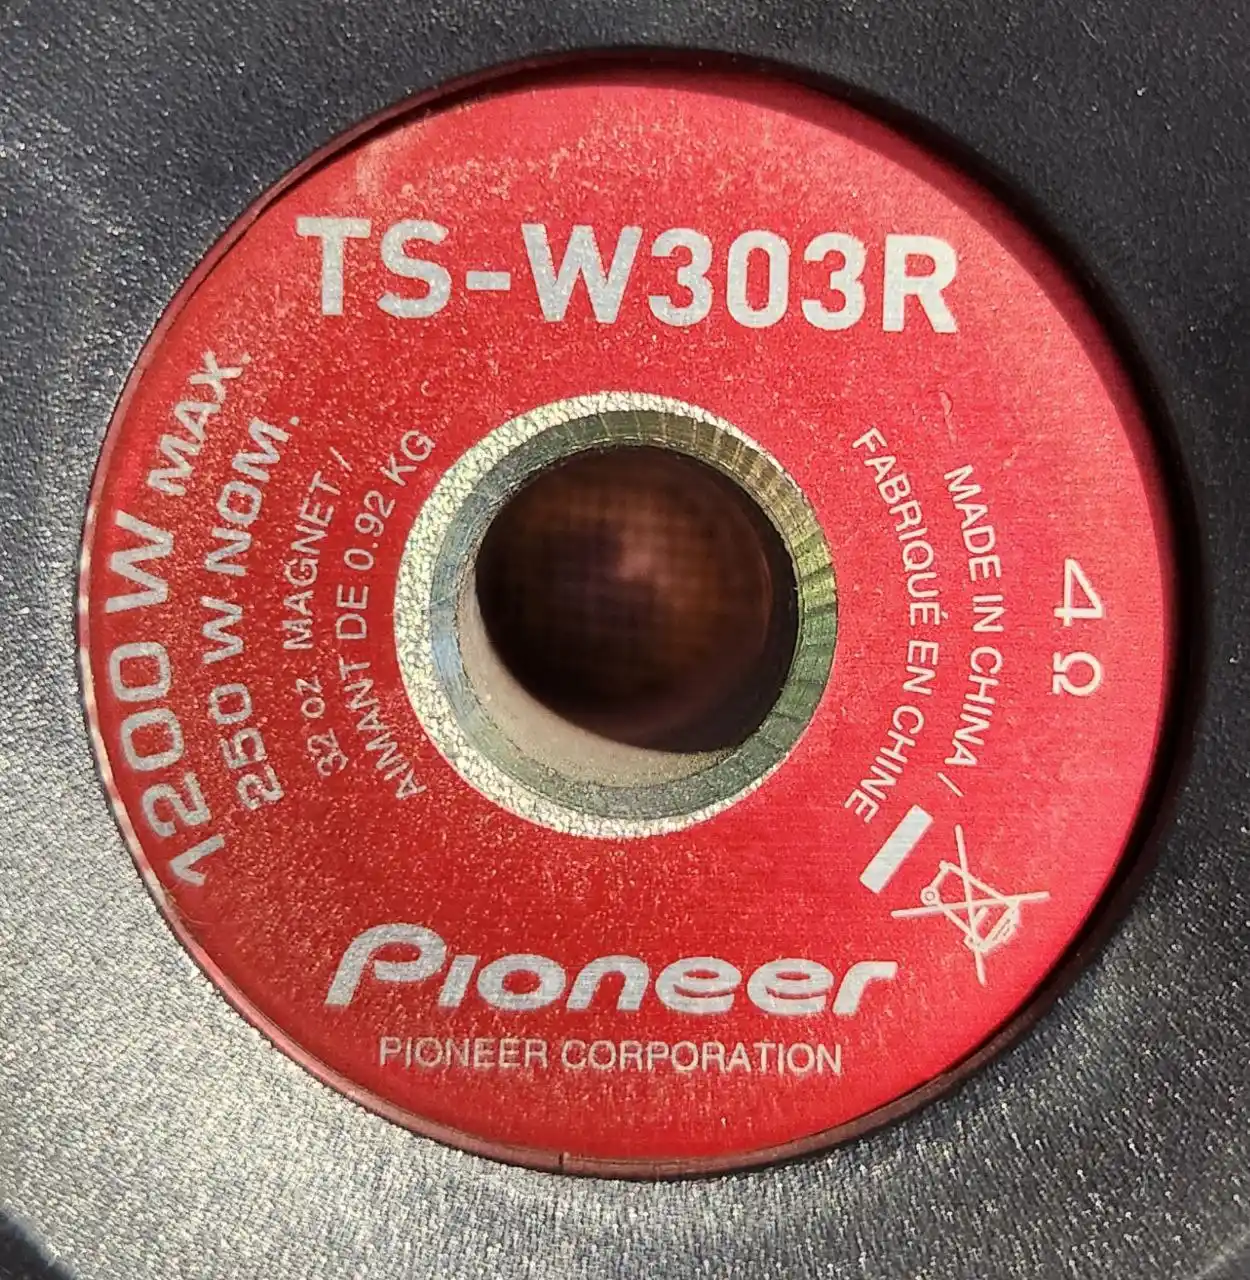 TS-W303R
1200W MAX.
250 W NOM.
32 oz MAGNET /
AIMANT DE 0.92 KG
4 Ω
MADE IN CHINA /
FABRIQUÉ EN CHINE
Pioneer
PIONEER CORPORATION